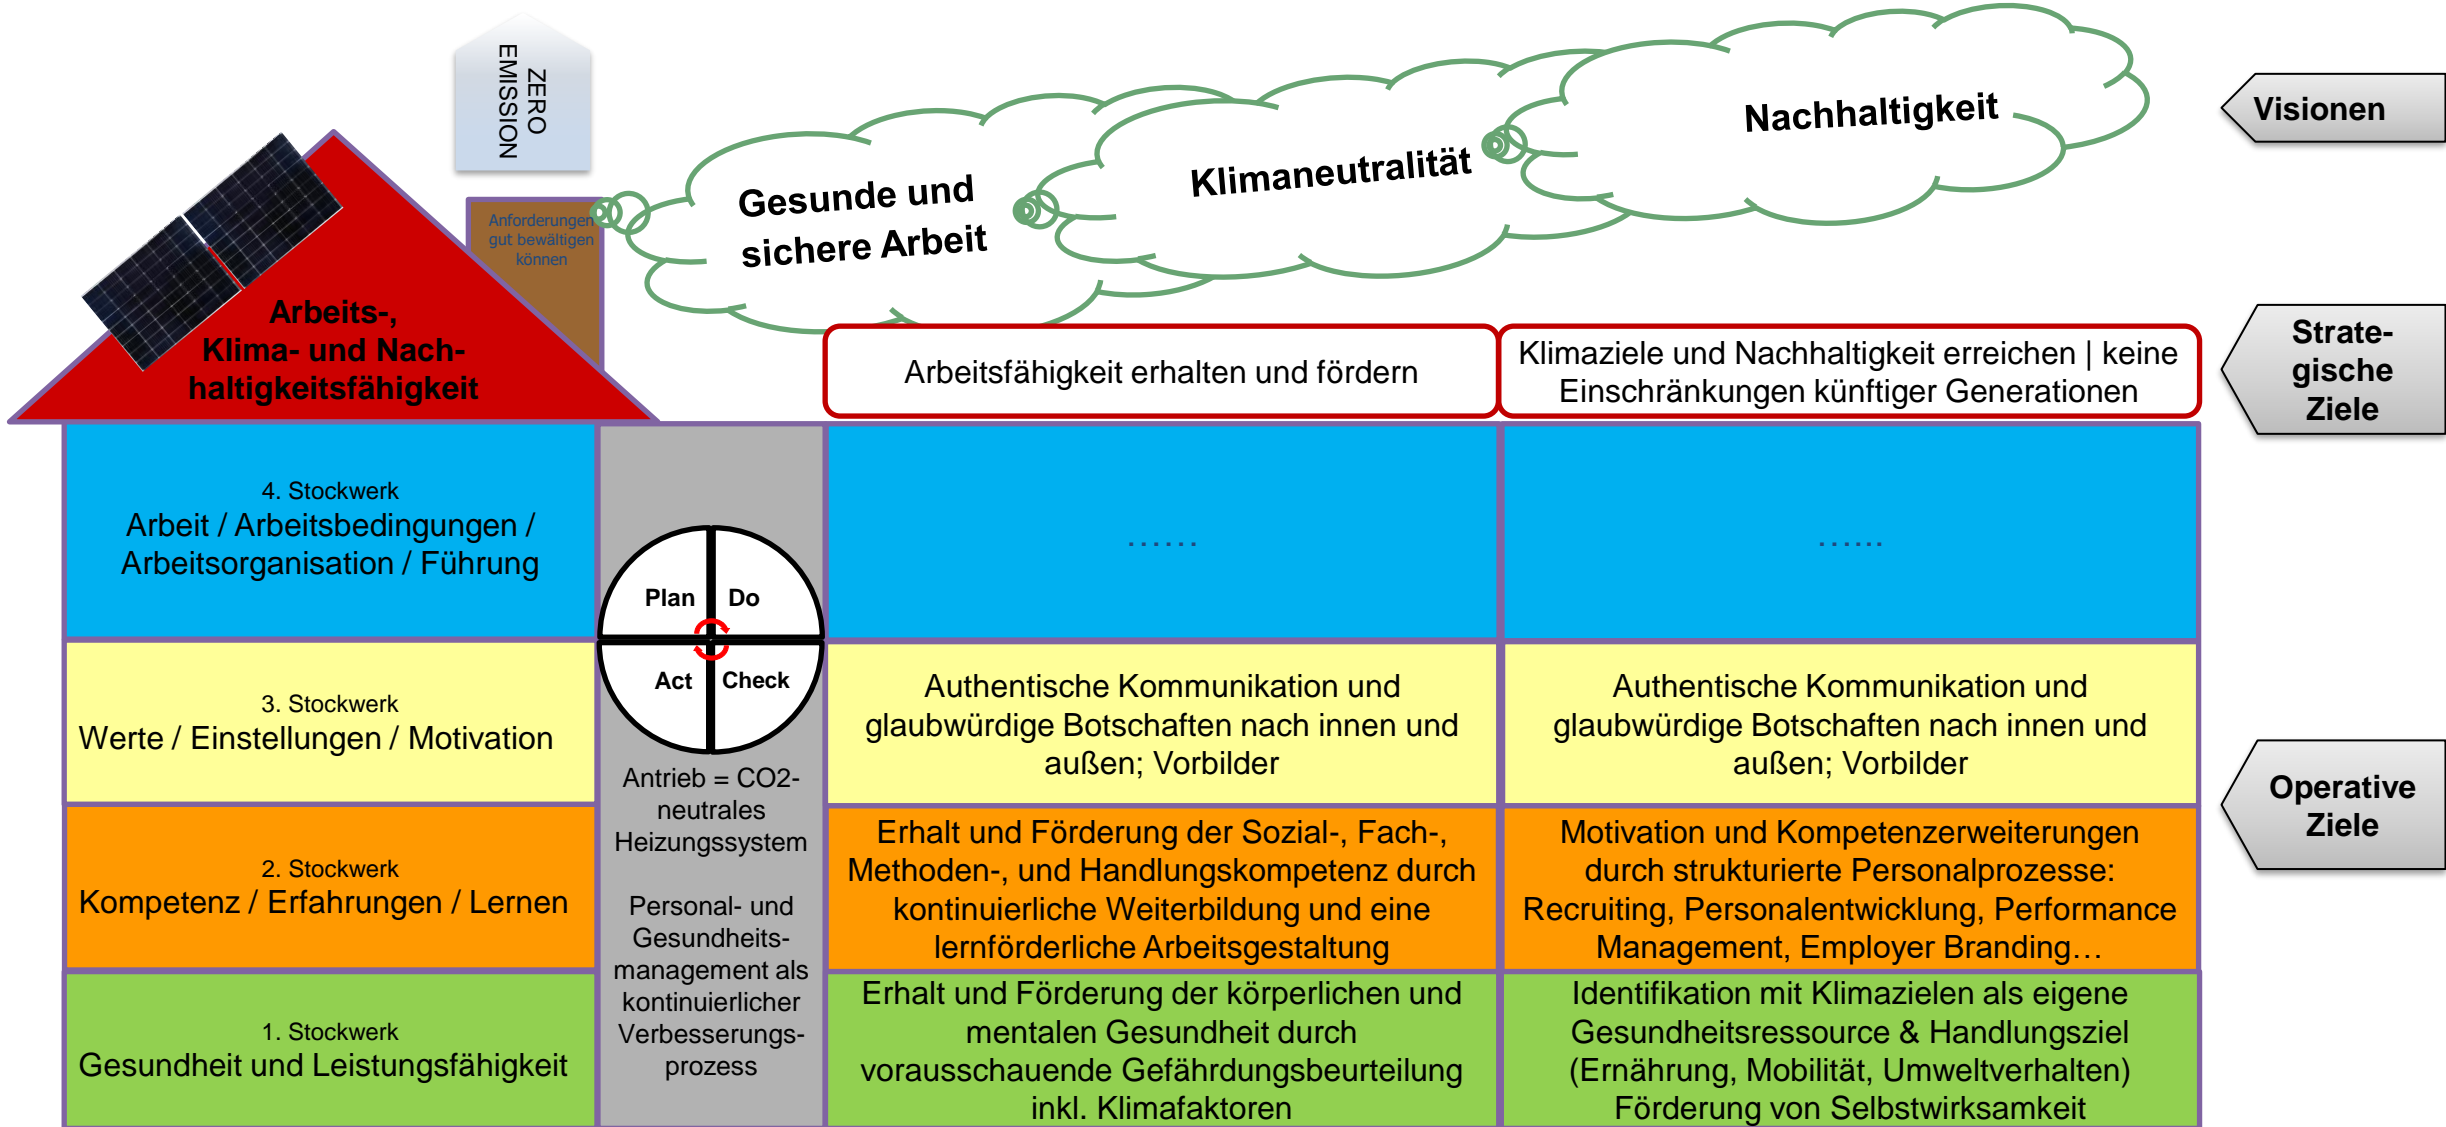 ZERO
EMISSION
Gesunde und
sichere Arbeit
Klimaneutralität
Nachhaltigkeit
Visionen
Anforderungen
gut bewältigen
können
Arbeits-,
Klima- und Nach-
haltigkeitsfähigkeit
Arbeitsfähigkeit erhalten und fördern
Klimaziele und Nachhaltigkeit erreichen | keine
Einschränkungen künftiger Generationen
Strate-
gische
Ziele
4. Stockwerk
Arbeit / Arbeitsbedingungen /
Arbeitsorganisation / Führung
Plan
Do
Act
Check
Antrieb = CO2-
neutrales
Heizungssystem
Personal- und
Gesundheits-
management als
kontinuierlicher
Verbesserungs-
prozess
......
......
3. Stockwerk
Werte / Einstellungen / Motivation
Authentische Kommunikation und
glaubwürdige Botschaften nach innen und
außen; Vorbilder
Authentische Kommunikation und
glaubwürdige Botschaften nach innen und
außen; Vorbilder
Operative
Ziele
2. Stockwerk
Kompetenz / Erfahrungen / Lernen
Erhalt und Förderung der Sozial-, Fach-,
Methoden-, und Handlungskompetenz durch
kontinuierliche Weiterbildung und eine
lernförderliche Arbeitsgestaltung
Motivation und Kompetenzerweiterungen
durch strukturierte Personalprozesse:
Recruiting, Personalentwicklung, Performance
Management, Employer Branding…
1. Stockwerk
Gesundheit und Leistungsfähigkeit
Erhalt und Förderung der körperlichen und
mentalen Gesundheit durch
vorausschauende Gefährdungsbeurteilung
inkl. Klimafaktoren
Identifikation mit Klimazielen als eigene
Gesundheitsressource & Handlungsziel
(Ernährung, Mobilität, Umweltverhalten)
Förderung von Selbstwirksamkeit